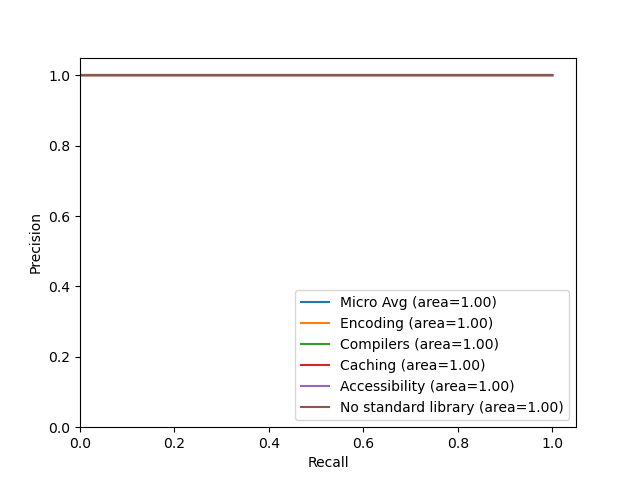 1.0
0.8
0.6
0.4
0.2
0.0
Precision
Micro Avg (area=1.00)
Encoding (area=1.00)
Compilers (area=1.00)
Caching (area=1.00)
Accessibility (area=1.00)
No standard library (area=1.00)
0.0 0.2 0.4 0.6 0.8 1.0
Recall